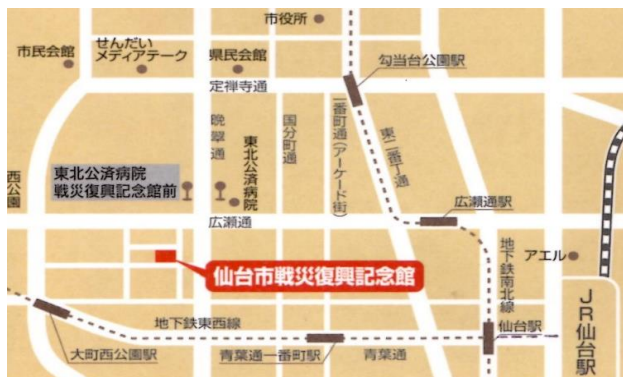 市役所
市民会館
せんだい
メディアテーク
県民会館
勾当台公園駅
定禅寺通
晩翠通
国分町通
一番町通(アーケード街)
東二番丁通
東北公済病院
戦災復興記念館前
東北公済病院
西公園
広瀬通
広瀬通駅
地下鉄南北線
アエル
仙台市戦災復興記念館
JR仙台駅
地下鉄東西線
仙台駅
大町西公園駅
青葉通一番町駅
青葉通